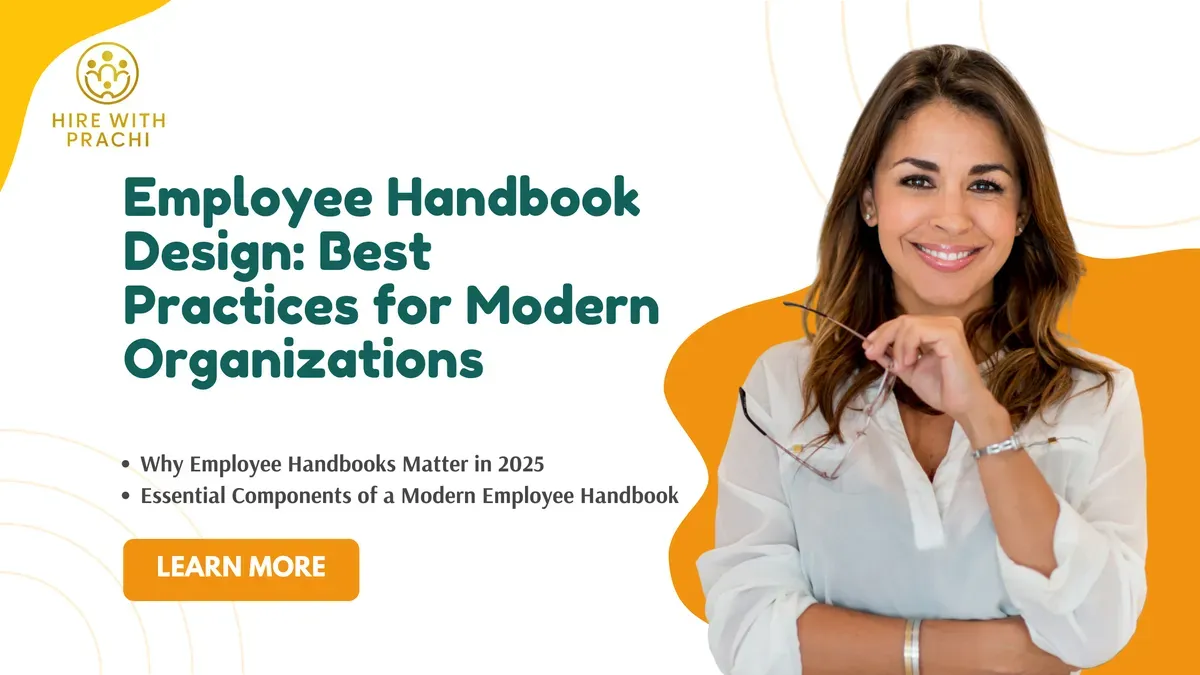 HIRE WITH
PRACHI
Employee Handbook
Design: Best
Practices for Modern
Organizations
• Why Employee Handbooks Matter in 2025
• Essential Components of a Modern Employee Handbook
LEARN MORE